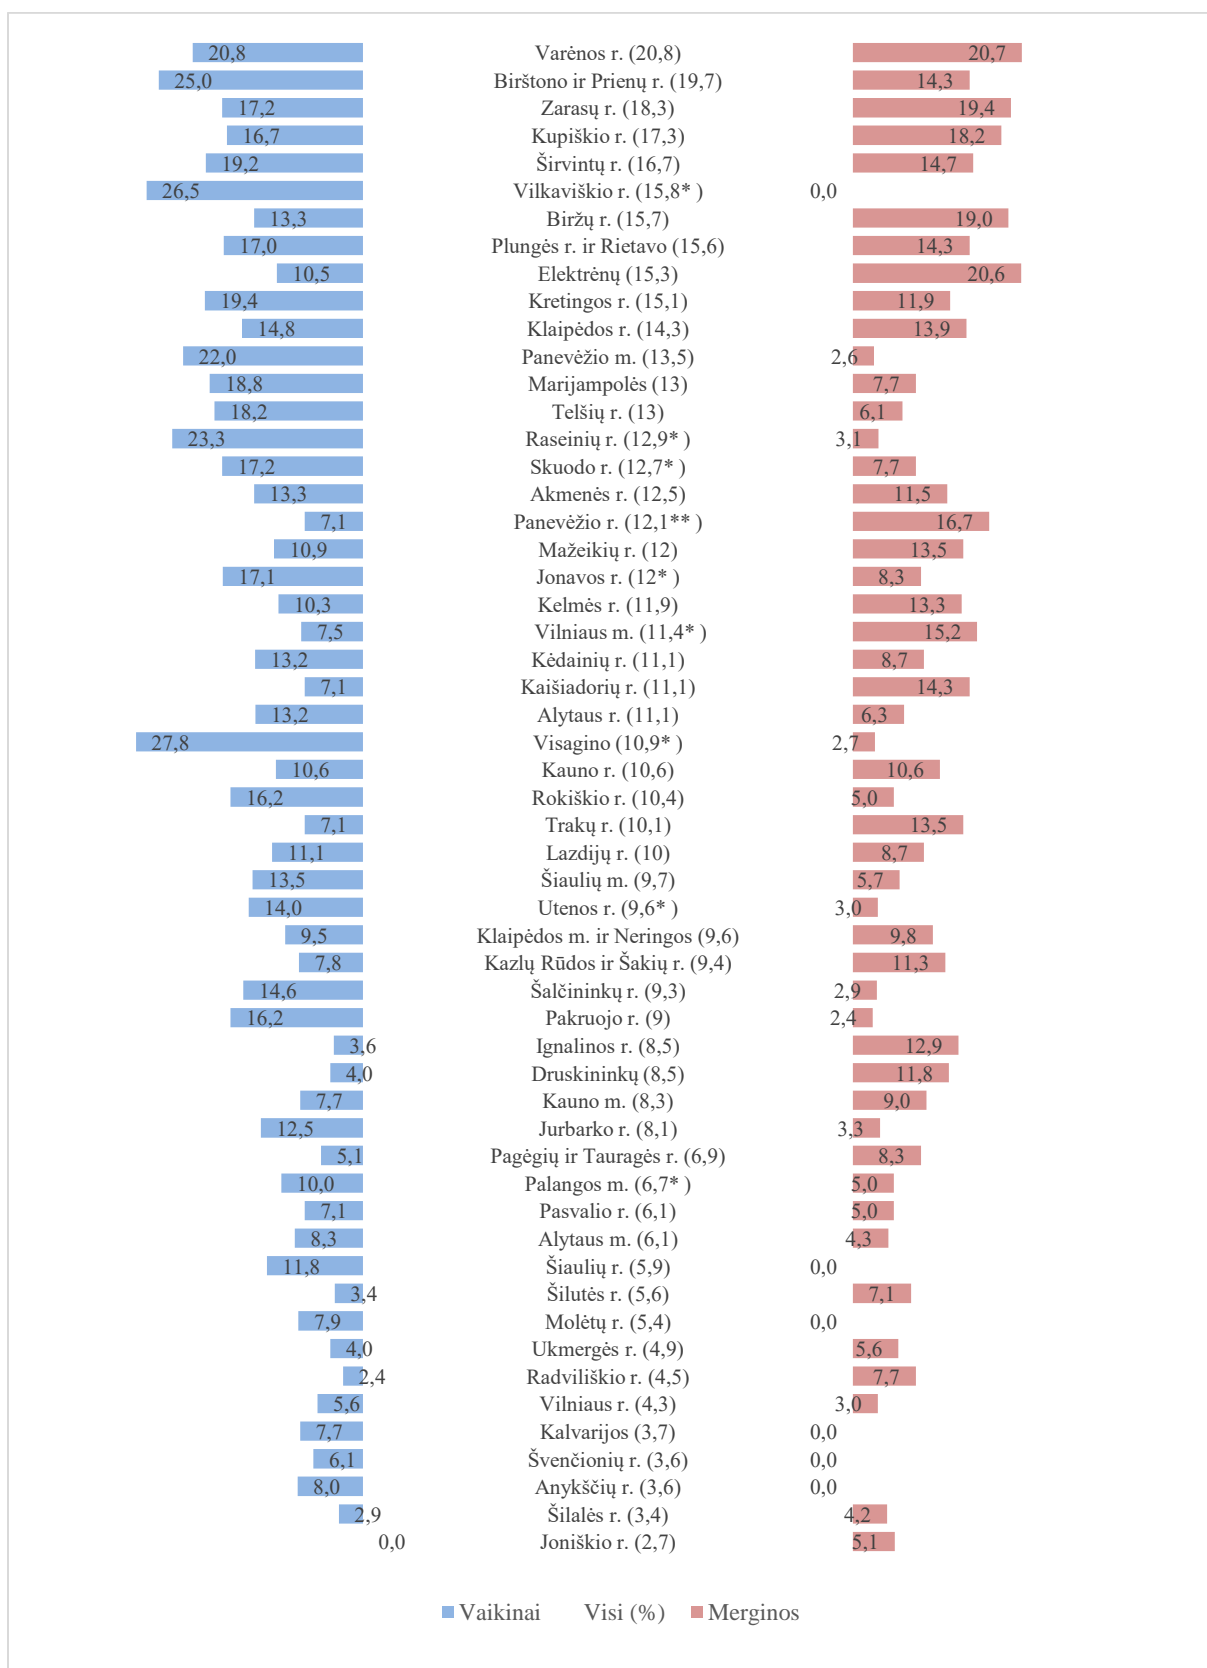 20,8 Varėnos r. (20,8) 20,7
25,0 Birštono ir Prienų r. (19,7) 14,3
17,2 Zarasų r. (18,3) 19,4
16,7 Kupiškio r. (17,3) 18,2
19,2 Širvintų r. (16,7) 14,7
26,5 Vilkaviškio r. (15,8* ) 0,0
13,3 Biržų r. (15,7) 19,0
17,0 Plungės r. ir Rietavo (15,6) 14,3
10,5 Elektrėnų (15,3) 20,6
19,4 Kretingos r. (15,1) 11,9
14,8 Klaipėdos r. (14,3) 13,9
22,0 Panevėžio m. (13,5) 2,6
18,8 Marijampolės (13) 7,7
18,2 Telšių r. (13) 6,1
23,3 Raseinių r. (12,9* ) 3,1
17,2 Skuodo r. (12,7* ) 7,7
13,3 Akmenės r. (12,5) 11,5
7,1 Panevėžio r. (12,1** ) 16,7
10,9 Mažeikių r. (12) 13,5
17,1 Jonavos r. (12* ) 8,3
10,3 Kelmės r. (11,9) 13,3
7,5 Vilniaus m. (11,4* ) 15,2
13,2 Kėdainių r. (11,1) 8,7
7,1 Kaišiadorių r. (11,1) 14,3
13,2 Alytaus r. (11,1) 6,3
27,8 Visagino (10,9* ) 2,7
10,6 Kauno r. (10,6) 10,6
16,2 Rokiškio r. (10,4) 5,0
7,1 Trakų r. (10,1) 13,5
11,1 Lazdijų r. (10) 8,7
13,5 Šiaulių m. (9,7) 5,7
14,0 Utenos r. (9,6* ) 3,0
9,5 Klaipėdos m. ir Neringos (9,6) 9,8
7,8 Kazlų Rūdos ir Šakių r. (9,4) 11,3
14,6 Šalčininkų r. (9,3) 2,9
16,2 Pakruojo r. (9) 2,4
3,6 Ignalinos r. (8,5) 12,9
4,0 Druskininkų (8,5) 11,8
7,7 Kauno m. (8,3) 9,0
12,5 Jurbarko r. (8,1) 3,3
5,1 Pagėgių ir Tauragės r. (6,9) 8,3
10,0 Palangos m. (6,7* ) 5,0
7,1 Pasvalio r. (6,1) 5,0
8,3 Alytaus m. (6,1) 4,3
11,8 Šiaulių r. (5,9) 0,0
3,4 Šilutės r. (5,6) 7,1
7,9 Molėtų r. (5,4) 0,0
4,0 Ukmergės r. (4,9) 5,6
2,4 Radviliškio r. (4,5) 7,7
5,6 Vilniaus r. (4,3) 3,0
7,7 Kalvarijos (3,7) 0,0
6,1 Švenčionių r. (3,6) 0,0
8,0 Anykščių r. (3,6) 0,0
2,9 Šilalės r. (3,4) 4,2
0,0 Joniškio r. (2,7) 5,1
Vaikinai Visi (%) Merginos